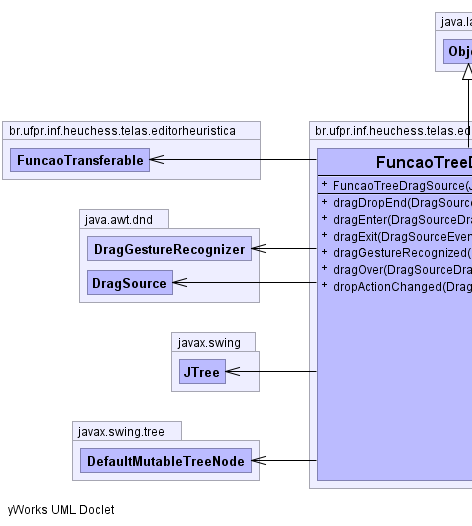 java.la
Obj
br.ufpr.inf.heuchess.telas.editorheuristica
FuncaoTransferable
br.ufpr.inf.heuchess.telas.ed
FuncaoTreeD
+ FuncaoTreeDragSource(J
+ dragDropEnd(DragSource
+ dragEnter(DragSourceDra
+ dragExit(DragSourceEven
+ dragGestureRecognized(
+ dragOver(DragSourceDra
+ dropActionChanged(Drag
java.awt.dnd
DragGestureRecognizer
DragSource
javax.swing
JTree
javax.swing.tree
DefaultMutableTreeNode
yWorks UML Doclet